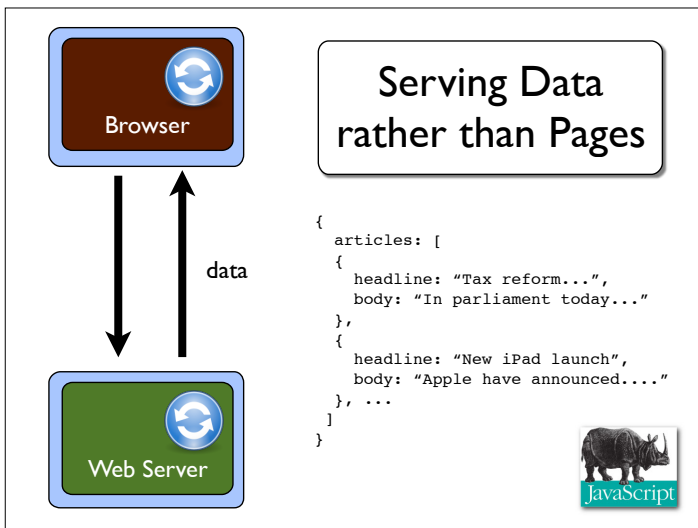 Browser
Serving Data
rather than Pages
data
{
  articles: [
  {
    headline: “Tax reform...”,
    body: “In parliament today...”
  },
  {
    headline: “New iPad launch”,
    body: “Apple have announced....”
  }, ...
 ]
}
Web Server
JavaScript